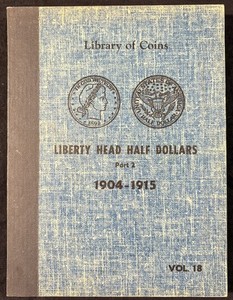 Library of Coins
LIBERTY HEAD HALF DOLLARS
Part 2
1904-1915
VOL. 18